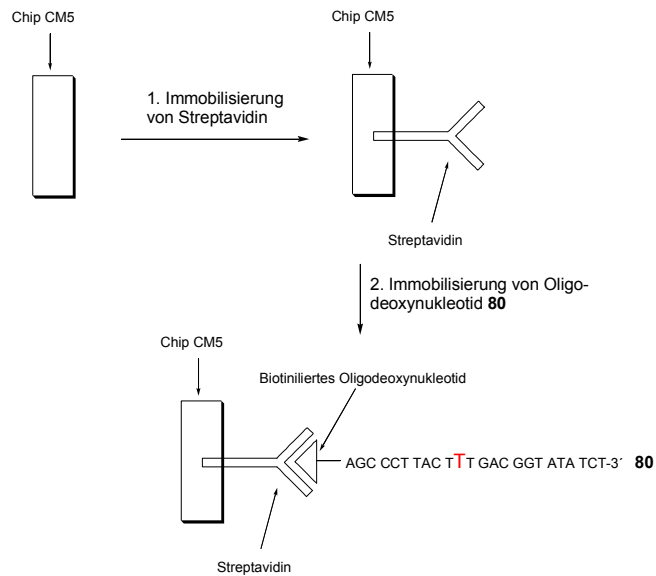 Chip CM5
Chip CM5
1. Immobilisierung
von Streptavidin
Streptavidin
2. Immobilisierung von Oligo-
deoxynukleotid 80
Chip CM5
Biotiniliertes Oligodeoxynukleotid
AGC CCT TAC TTT GAC GGT ATA TCT-3´ 80
Streptavidin